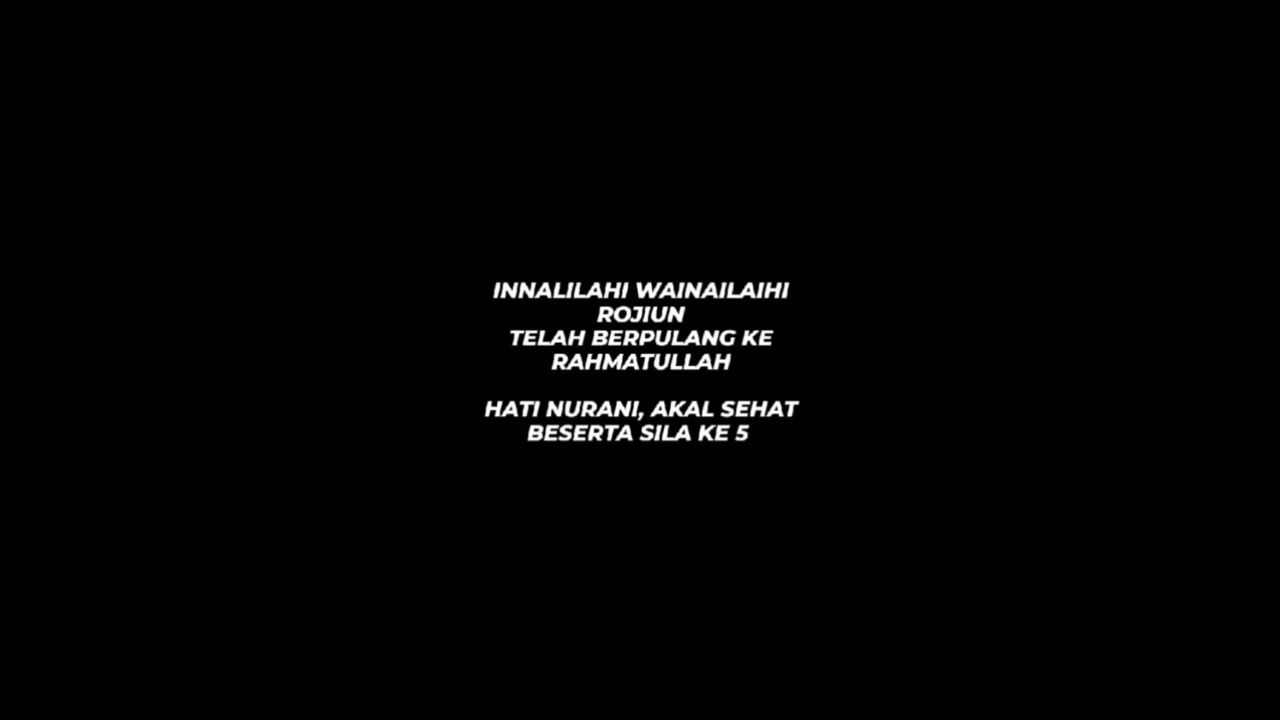 INNALILAHI WAINAILAIHI
ROJIUN
TELAH BERPULANG KE
RAHMATULLAH
HATI NURANI, AKAL SEHAT
BESERTA SILA KE 5